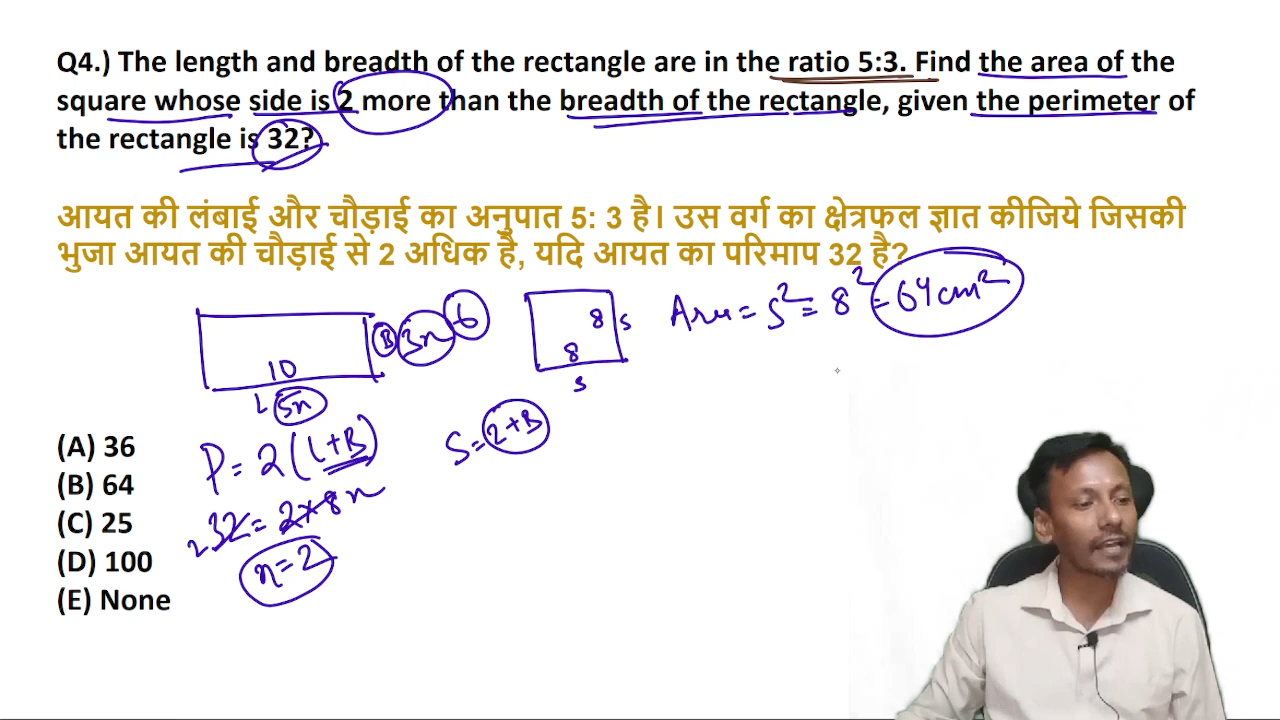 Q4.) The length and breadth of the rectangle are in the ratio 5:3. Find the area of the
square whose side is 2 more than the breadth of the rectangle, given the perimeter of
the rectangle is 32?
आयत की लंबाई और चौड़ाई का अनुपात 5: 3 है। उस वर्ग का क्षेत्रफल ज्ञात कीजिये जिसकी
भुजा आयत की चौड़ाई से 2 अधिक है, यदि आयत का परिमाप 32 है?
B 3n 6
10
L 5n
8 s
8
s
Area = s² = 8² = 64cm²
P = 2(L+B)
S = 2+B
2 32 = 2×8n
n = 2
(A) 36
(B) 64
(C) 25
(D) 100
(E) None